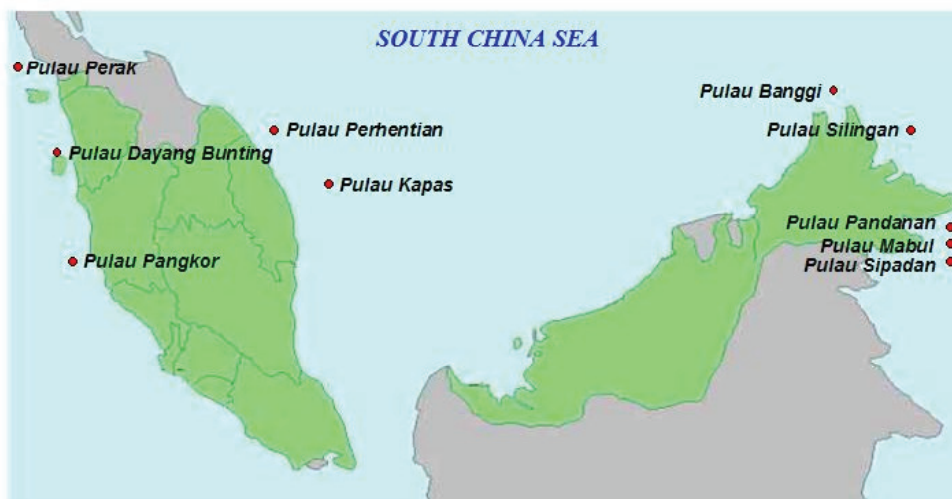 SOUTH CHINA SEA
Pulau Perak
Pulau Banggi
Pulau Perhentian
Pulau Silingan
Pulau Dayang Bunting
Pulau Kapas
Pulau Pandanan
Pulau Mabul
Pulau Pangkor
Pulau Sipadan